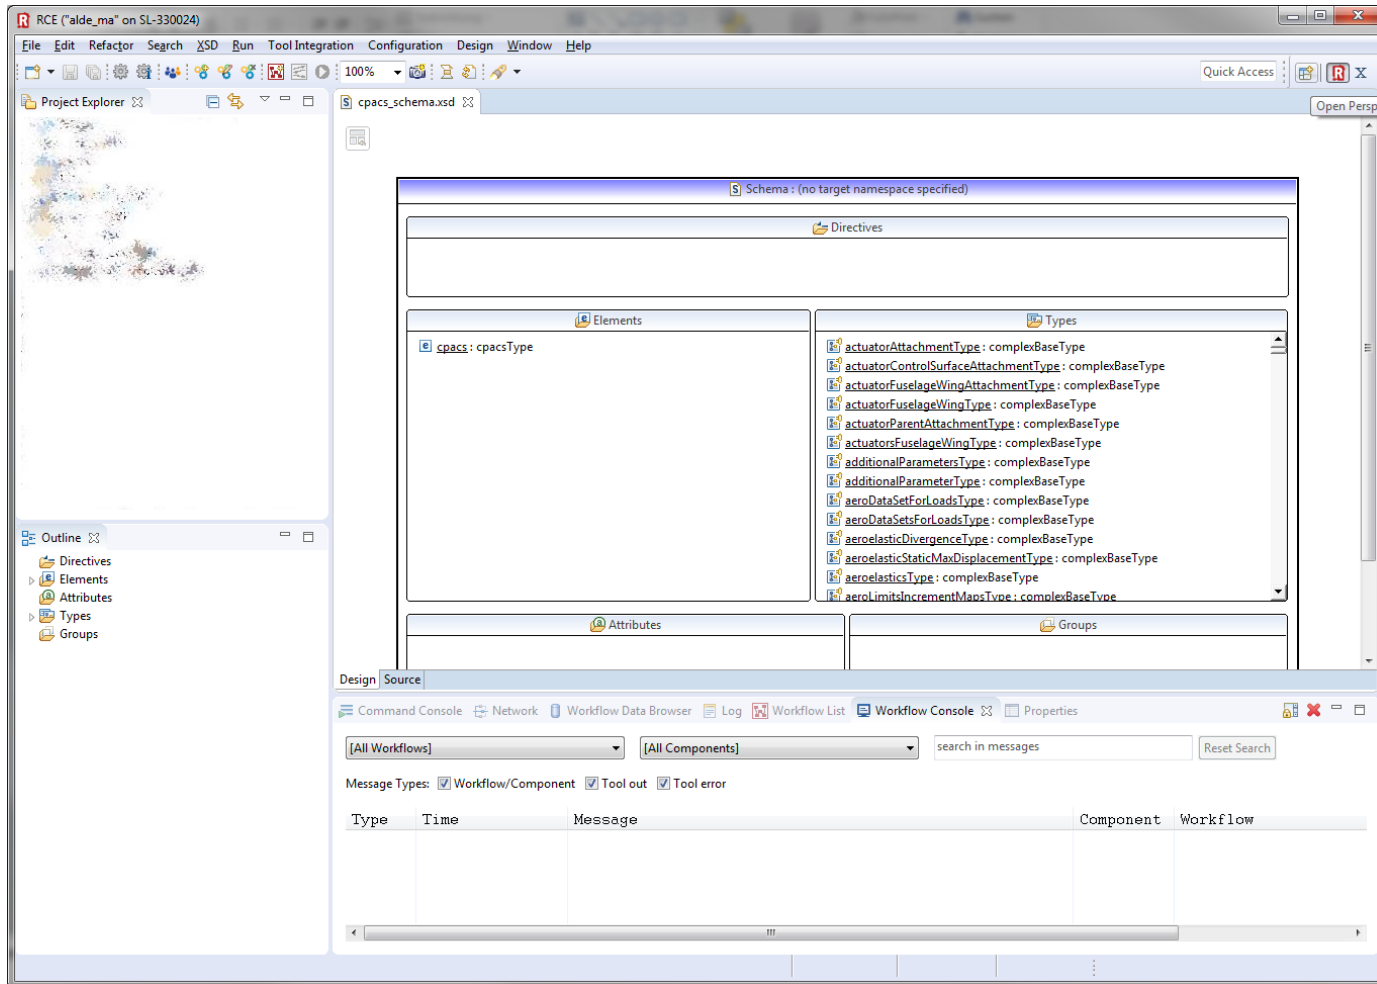 RCE ("alde_ma" on SL-330024)
File Edit Refactor Search XSD Run Tool Integration Configuration Design Window Help
100% Quick Access R X
Project Explorer
cpacs_schema.xsd
Open Persp
Schema : (no target namespace specified)
Directives
Elements
Types
cpacs : cpacsType
actuatorAttachmentType : complexBaseType
actuatorControlSurfaceAttachmentType : complexBaseType
actuatorFuselageWingAttachmentType : complexBaseType
actuatorFuselageWingType : complexBaseType
actuatorParentAttachmentType : complexBaseType
actuatorsFuselageWingType : complexBaseType
additionalParametersType : complexBaseType
additionalParameterType : complexBaseType
aeroDataSetForLoadsType : complexBaseType
aeroDataSetsForLoadsType : complexBaseType
aeroelasticDivergenceType : complexBaseType
aeroelasticStaticMaxDisplacementType : complexBaseType
aeroelasticsType : complexBaseType
aeroLimitsIncrementMapsType : complexBaseType
Attributes
Groups
Outline
Directives
Elements
Attributes
Types
Groups
Design Source
Command Console Network Workflow Data Browser Log Workflow List Workflow Console Properties
[All Workflows] [All Components] search in messages Reset Search
Message Types: Workflow/Component Tool out Tool error
Type Time Message Component Workflow